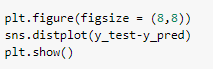 plt.figure(figsize = (8,8))
sns.distplot(y_test-y_pred)
plt.show()